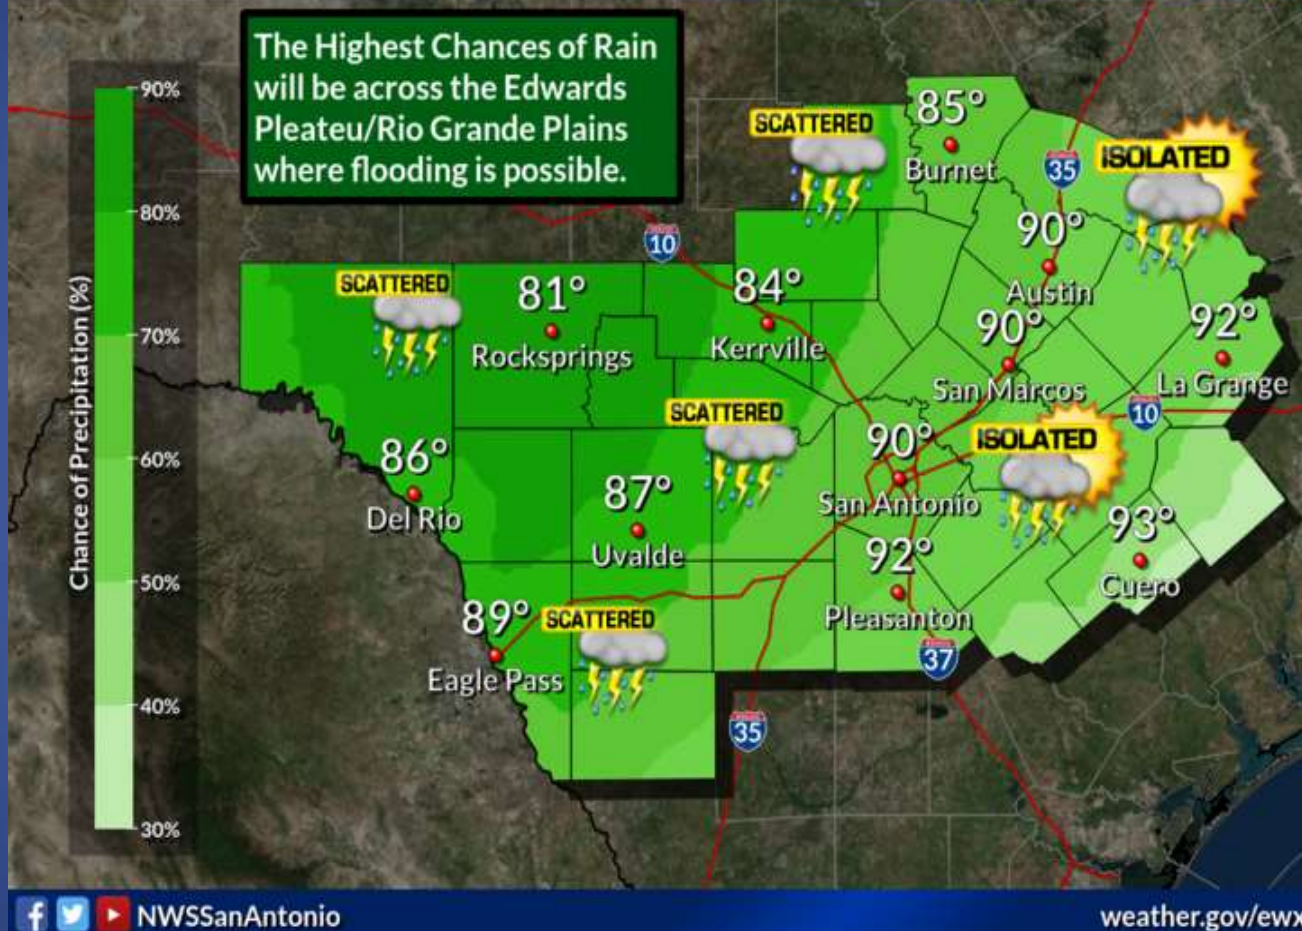 The Highest Chances of Rain
will be across the Edwards
Pleateu/Rio Grande Plains
where flooding is possible.
Chance of Precipitation (%)
90%
80%
70%
60%
50%
40%
30%
SCATTERED
85°
Burnet
35
ISOLATED
10
90°
Austin
SCATTERED
81°
Rocksprings
84°
Kerrville
90°
San Marcos
92°
La Grange
10
SCATTERED
86°
Del Rio
87°
Uvalde
90°
San Antonio
ISOLATED
93°
Cuero
92°
Pleasanton
89°
Eagle Pass
SCATTERED
37
35
NWSSanAntonio
weather.gov/ewx